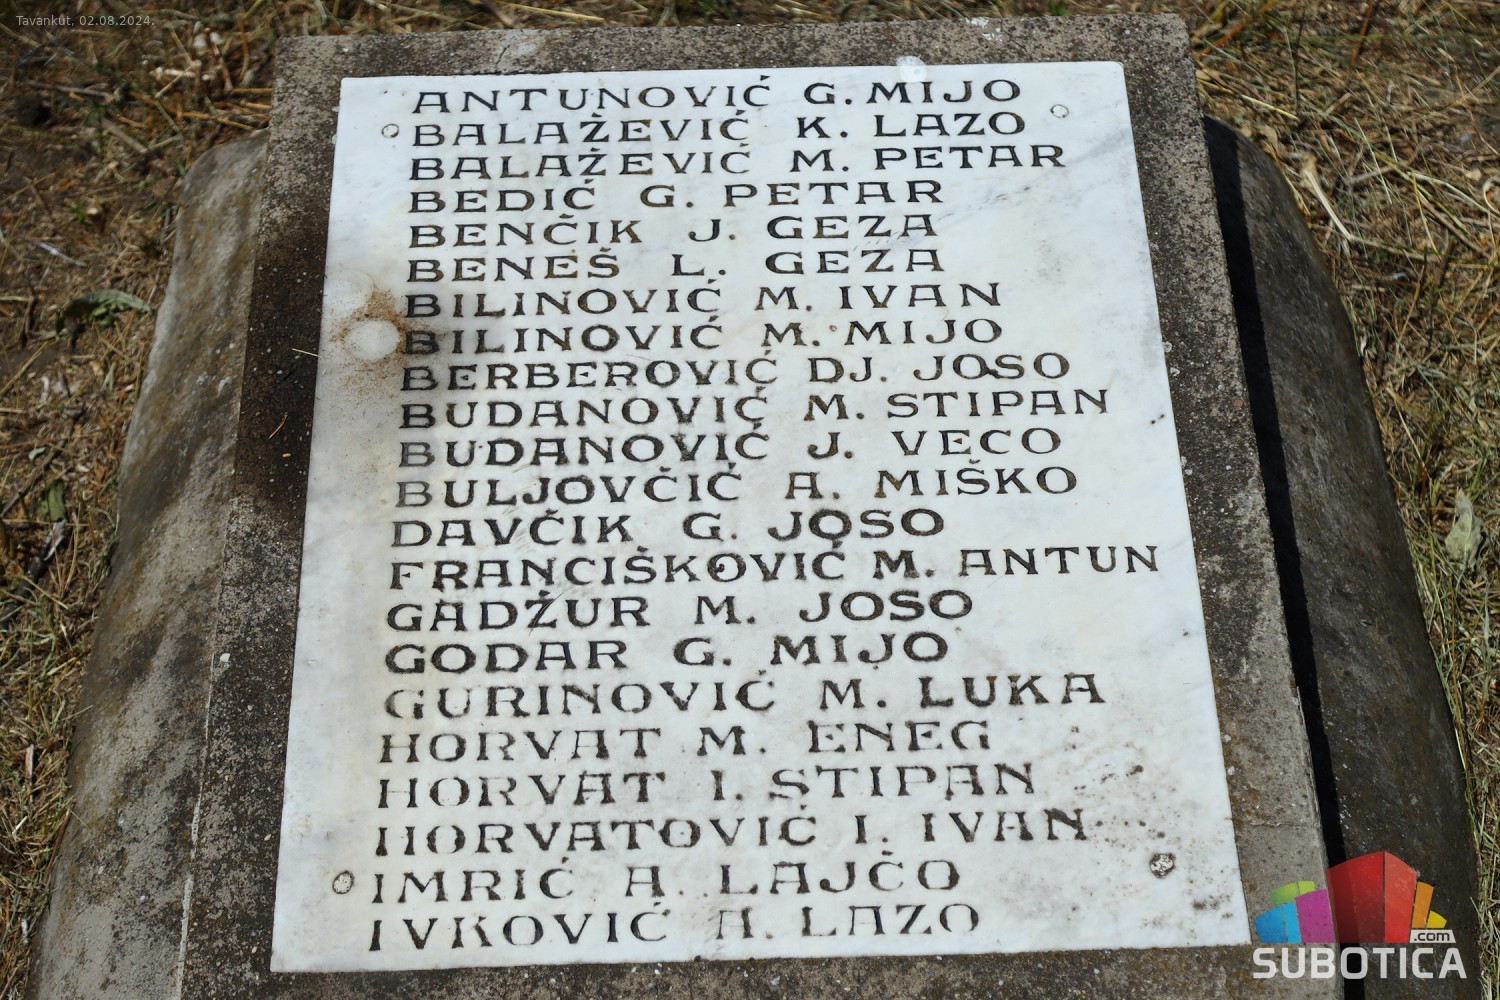 Tavankut, 02.08.2024.
ANTUNOVIĆ G. MIJO
BALAŽEVIĆ K. LAZO
BALAŽEVIĆ M. PETAR
BEDIĆ G. PETAR
BENČIK J. GEZA
BENEŠ L. GEZA
BILINOVIĆ M. IVAN
BILINOVIĆ M. MIJO
BERBEROVIĆ DJ. JOSO
BUDANOVIĆ M. STIPAN
BUDANOVIĆ J. VECO
BULJOVČIĆ A. MIŠKO
DAVČIK G. JOSO
FRANCIŠKOVIĆ M. ANTUN
GADŽUR M. JOSO
GODAR G. MIJO
GURINOVIĆ M. LUKA
HORVAT M. ENEG
HORVAT I. STIPAN
HORVATOVIĆ I. IVAN
IMRIĆ A. LAJČO
IVKOVIĆ A. LAZO
.com
SUBOTICA